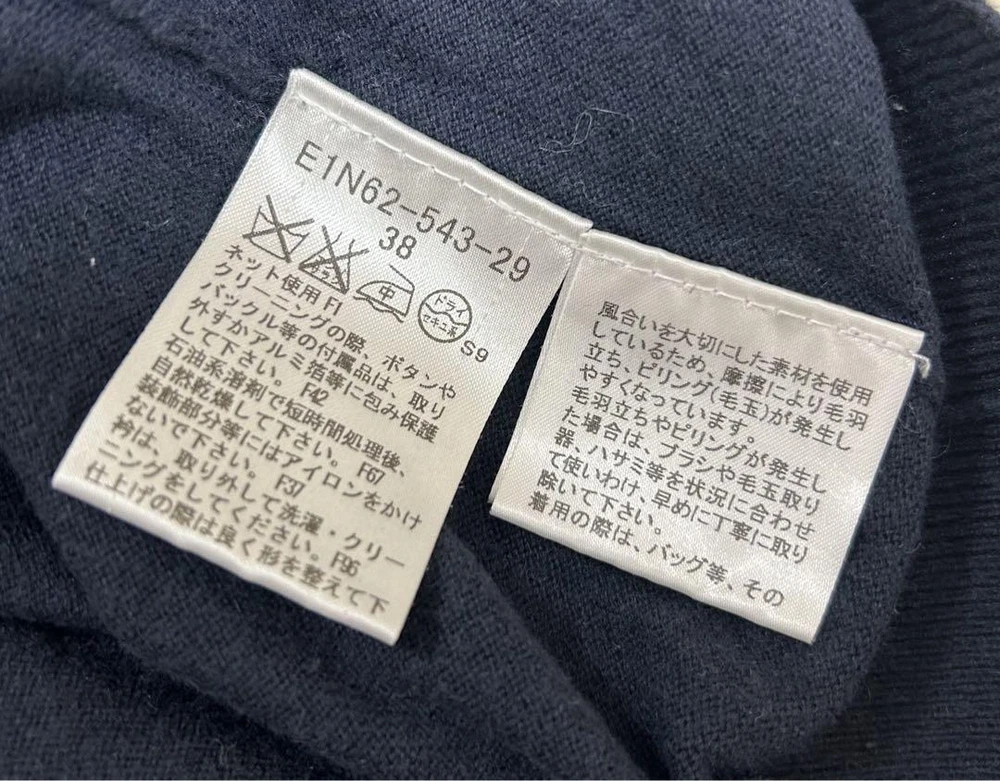 E1N62-543-29
38
エンソ
サラシ
中
ドライ
セキユ系
S9
ネット使用 FI
クリーニングの際、ボタンや
バックル等の付属品は、取り
外すかアルミ箔等に包み保護
して下さい。 F42
石油系溶剤で短時間処理後、
自然乾燥して下さい。 F67
装飾部分等にはアイロンをかけ
ないで下さい。 F37
衿は、取り外して洗濯・クリー
ニングをしてください。F96
仕上げの際は良く形を整えて下
風合いを大切にした素材を使用
しているため、摩擦により毛羽
立ち、ピリング(毛玉)が発生し
やすくなっています。
毛羽立ちやピリングが発生し
た場合は、ブラシや毛玉取り
器、ハサミ等を状況に合わせ
て使いわけ、早めに丁寧に取り
除いて下さい。
着用の際は、バッグ等、その